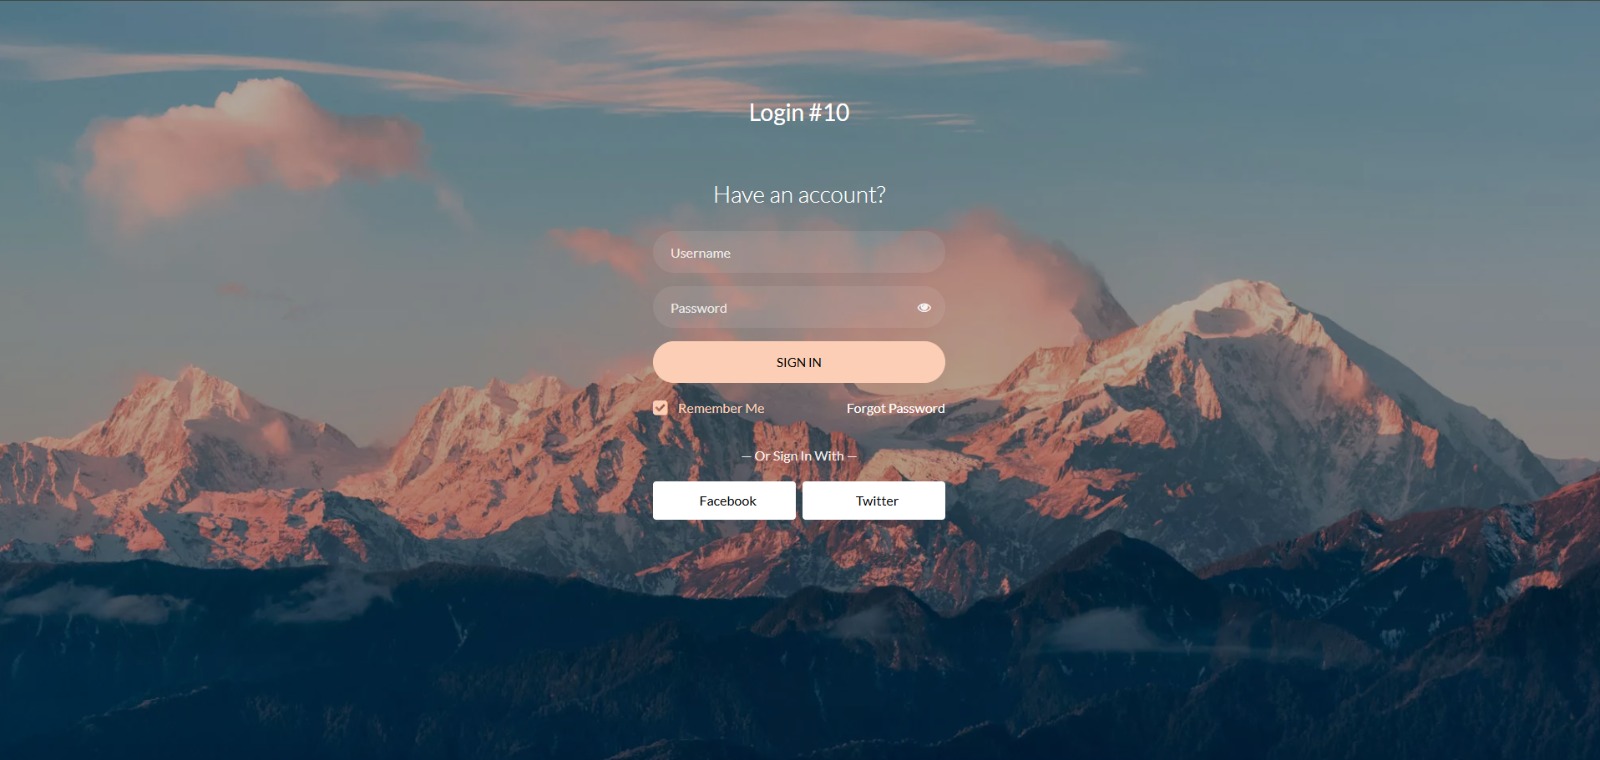 Login #10
Have an account?
Username
Password
SIGN IN
Remember Me Forgot Password
— Or Sign In With —
Facebook Twitter